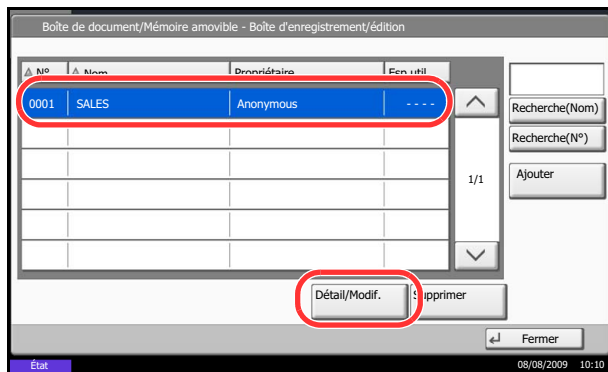 Boîte de document/Mémoire amovible - Boîte d'enregistrement/édition
N° Nom Propriétaire Esp.util.
0001 SALES Anonymous ----
Recherche(Nom)
Recherche(N°)
1/1
Ajouter
Détail/Modif. Supprimer
Fermer
État 08/08/2009 10:10